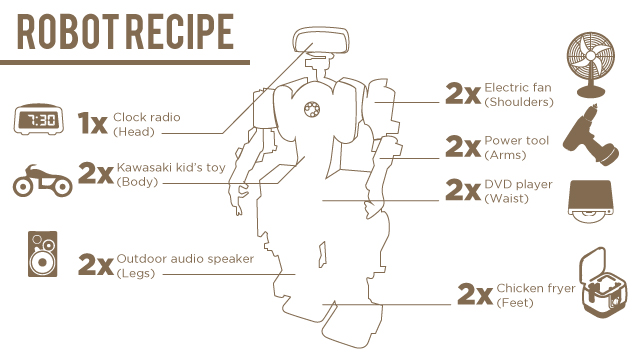 ROBOT RECIPE
7:30
1x Clock radio
(Head)
2x Kawasaki kid's toy
(Body)
2x Outdoor audio speaker
(Legs)
2x Electric fan
(Shoulders)
2x Power tool
(Arms)
2x DVD player
(Waist)
2x Chicken fryer
(Feet)